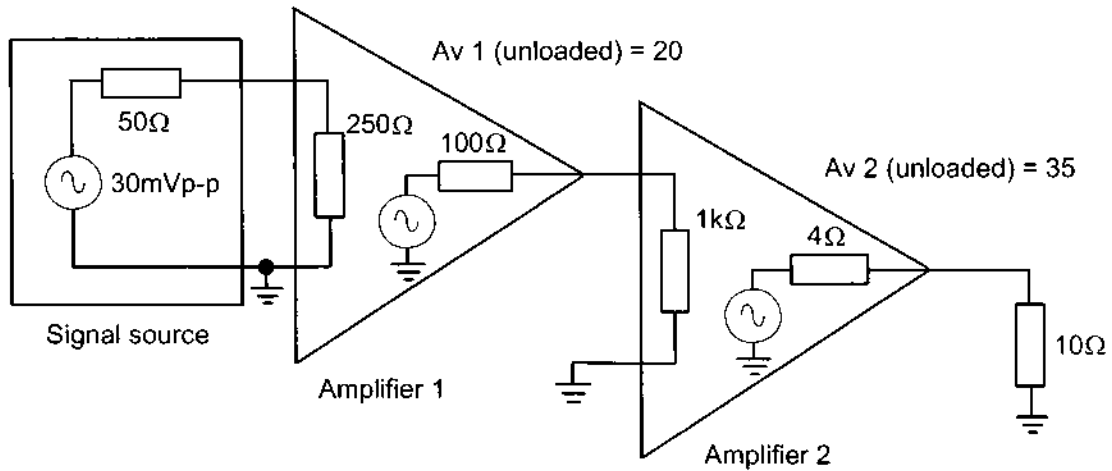 Av 1 (unloaded) = 20
50Ω
250Ω
100Ω
30mVp-p
Av 2 (unloaded) = 35
1kΩ
4Ω
Signal source
10Ω
Amplifier 1
Amplifier 2